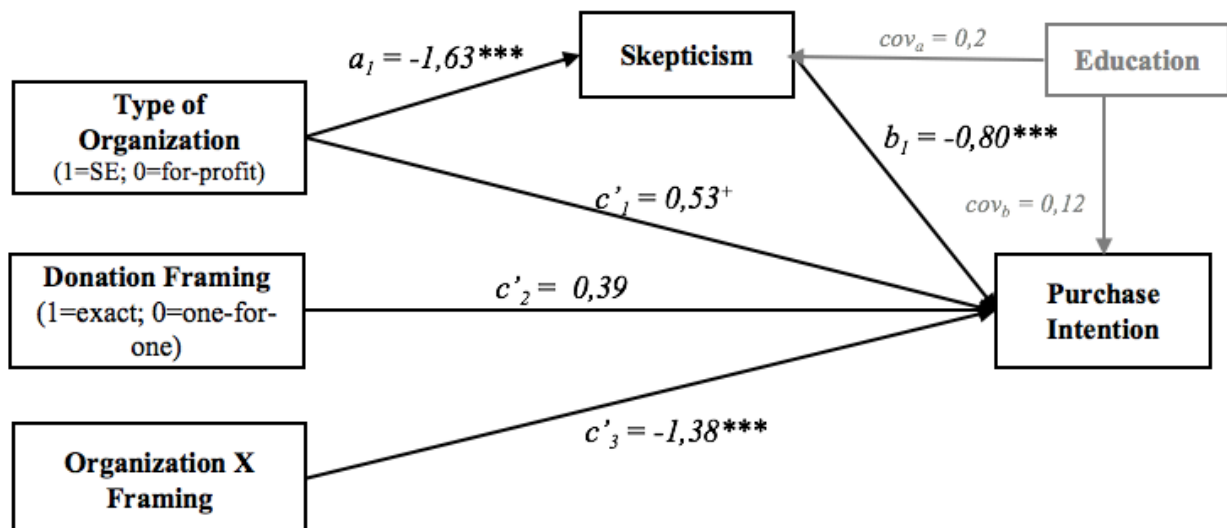 a₁ = -1,63***
Skepticism
cov_a = 0,2
Education
Type of
Organization
(1=SE; 0=for-profit)
b₁ = -0,80***
c'₁ = 0,53⁺
cov_b = 0,12
Donation Framing
(1=exact; 0=one-for-
one)
c'₂ = 0,39
Purchase
Intention
c'₃ = -1,38***
Organization X
Framing